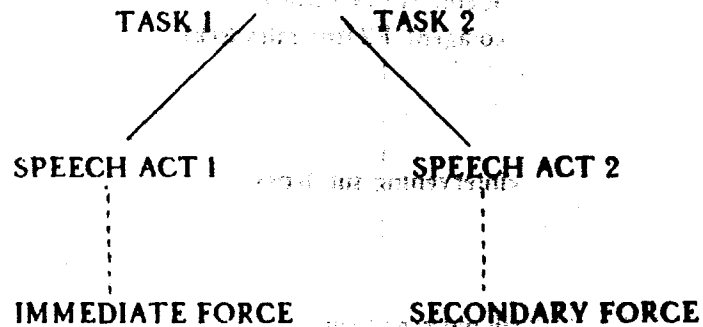 TASK 1 TASK 2
SPEECH ACT 1 SPEECH ACT 2
IMMEDIATE FORCE SECONDARY FORCE